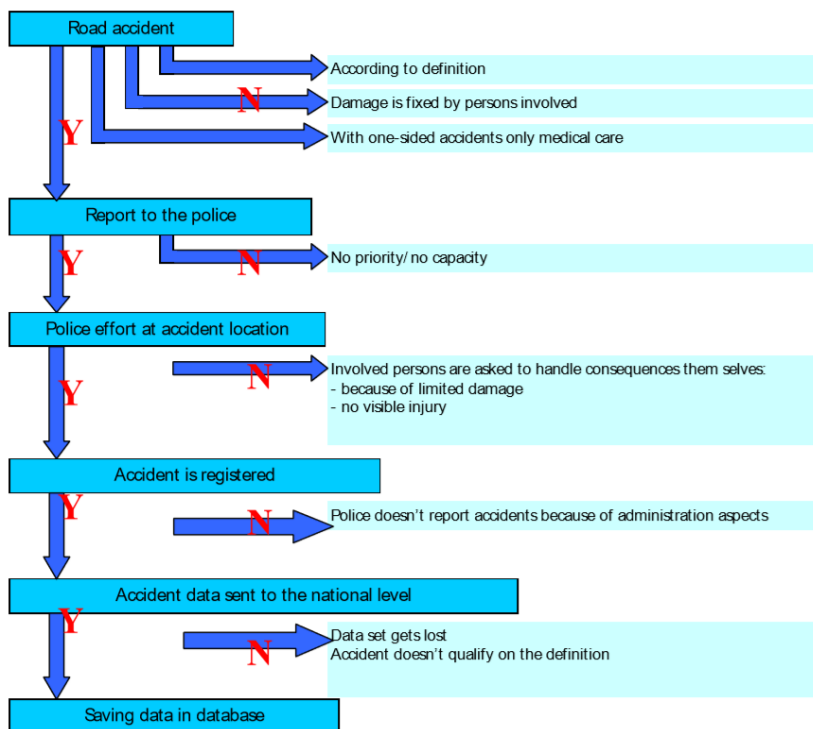 Road accident
According to definition
N
Damage is fixed by persons involved
Y
With one-sided accidents only medical care
Report to the police
Y
N
No priority/ no capacity
Police effort at accident location
Y
N
Involved persons are asked to handle consequences them selves:
- because of limited damage
- no visible injury
Accident is registered
Y
N
Police doesn't report accidents because of administration aspects
Accident data sent to the national level
Y
N
Data set gets lost
Accident doesn't qualify on the definition
Saving data in database